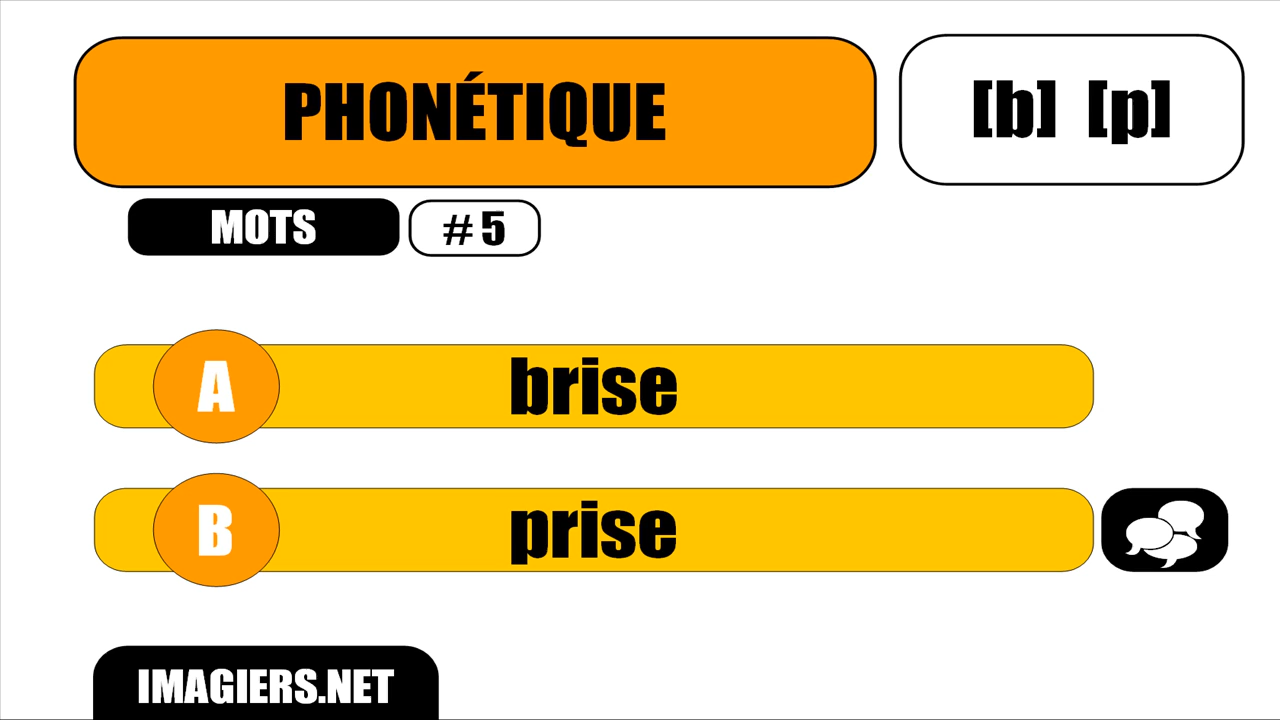 PHONÉTIQUE
[b] [p]
MOTS
# 5
A brise
B prise
IMAGIERS.NET